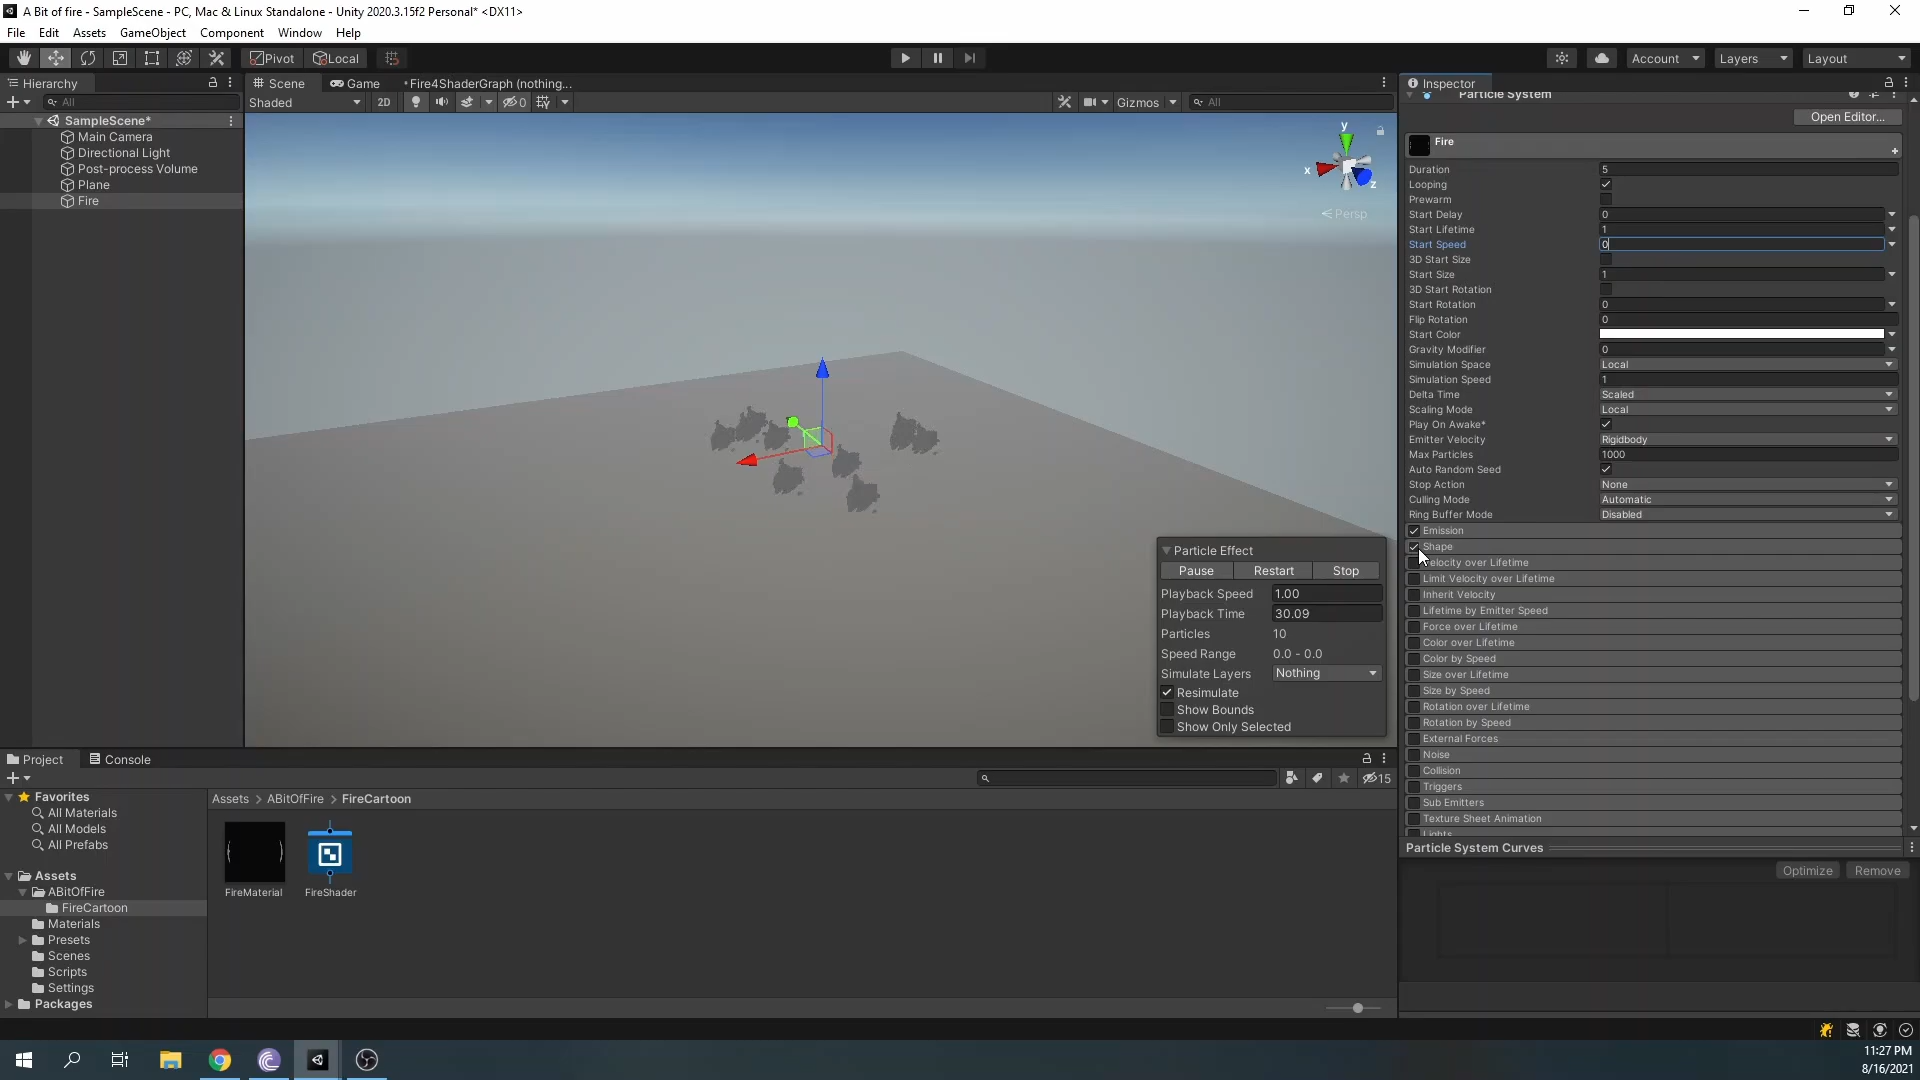 A Bit of fire - SampleScene - PC, Mac & Linux Standalone - Unity 2020.3.15f2 Personal* <DX11>
File Edit Assets GameObject Component Window Help
Pivot Local Account Layers Layout
Hierarchy Scene Game *Fire4ShaderGraph (nothing... Inspector
All Shaded 2D 0 Gizmos All
SampleScene*
Main Camera
Directional Light
Post-process Volume
Plane
Fire
y
x
z
Persp
Particle Effect
Pause Restart Stop
Playback Speed 1.00
Playback Time 30.09
Particles 10
Speed Range 0.0 - 0.0
Simulate Layers Nothing
Resimulate
Show Bounds
Show Only Selected
Particle System
Open Editor...
Fire
Duration 5
Looping
Prewarm
Start Delay 0
Start Lifetime 1
Start Speed 0
3D Start Size
Start Size 1
3D Start Rotation
Start Rotation 0
Flip Rotation 0
Start Color
Gravity Modifier 0
Simulation Space Local
Simulation Speed 1
Delta Time Scaled
Scaling Mode Local
Play On Awake*
Emitter Velocity Rigidbody
Max Particles 1000
Auto Random Seed
Stop Action None
Culling Mode Automatic
Ring Buffer Mode Disabled
Emission
Shape
Velocity over Lifetime
Limit Velocity over Lifetime
Inherit Velocity
Lifetime by Emitter Speed
Force over Lifetime
Color over Lifetime
Color by Speed
Size over Lifetime
Size by Speed
Rotation over Lifetime
Rotation by Speed
External Forces
Noise
Collision
Triggers
Sub Emitters
Texture Sheet Animation
Lights
Particle System Curves
Optimize Remove
Project Console
15
Favorites
All Materials
All Models
All Prefabs
Assets
ABitOfFire
FireCartoon
Materials
Presets
Scenes
Scripts
Settings
Packages
Assets > ABitOfFire > FireCartoon
FireMaterial FireShader
11:27 PM
8/16/2021